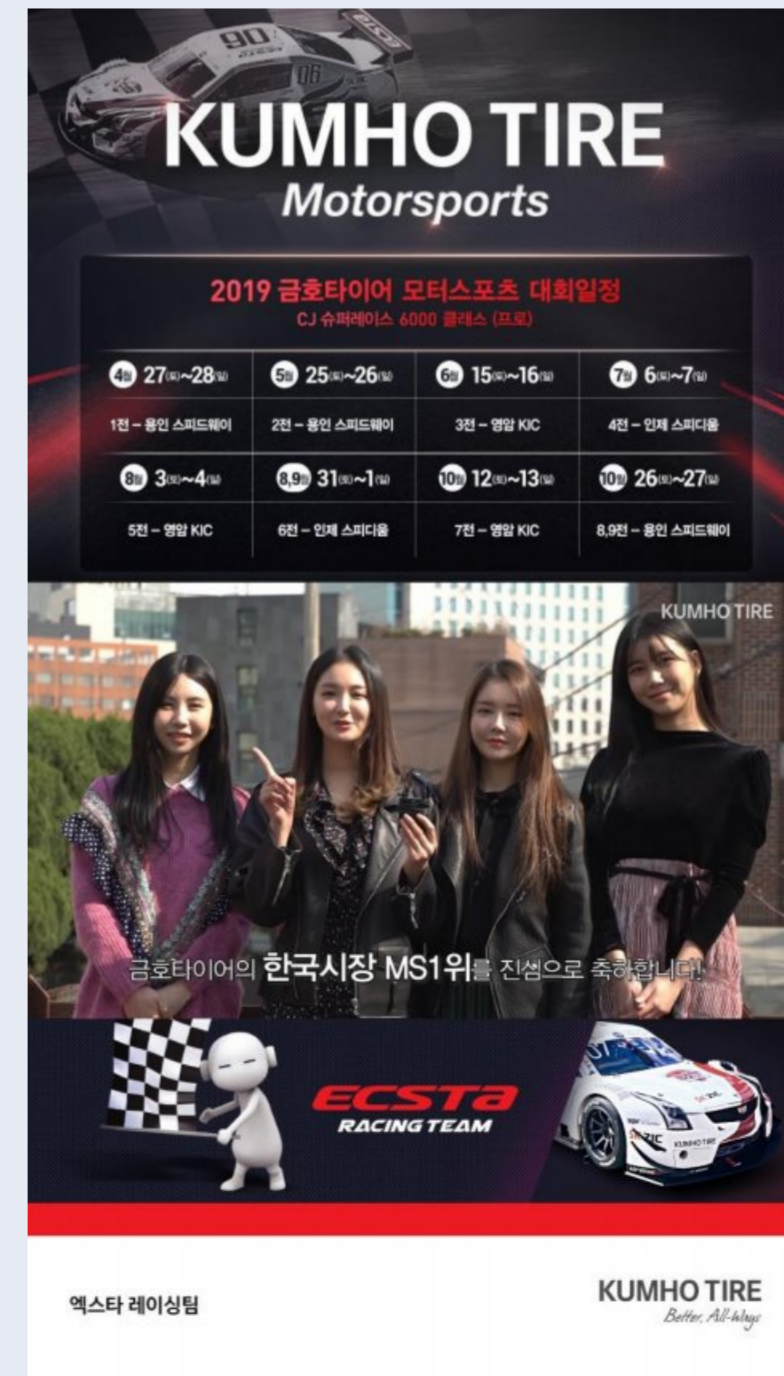 90
06
ECSTA
KUMHO TIRE
Motorsports
2019 금호타이어 모터스포츠 대회일정
CJ 슈퍼레이스 6000 클래스 (프로)
4월 27(토)~28(일)
5월 25(토)~26(일)
6월 15(토)~16(일)
7월 6(토)~7(일)
1전 – 용인 스피드웨이
2전 – 용인 스피드웨이
3전 – 영암 KIC
4전 – 인제 스피디움
8월 3(토)~4(일)
8,9월 31(토)~1(일)
10월 12(토)~13(일)
10월 26(토)~27(일)
5전 – 영암 KIC
6전 – 인제 스피디움
7전 – 영암 KIC
8,9전 – 용인 스피드웨이
KUMHO TIRE
금호타이어의 한국시장 MS1위를 진심으로 축하합니다!
ECSTA
RACING TEAM
07
ZIC
KUMHO TIRE
엑스타 레이싱팀
KUMHO TIRE
Better, All-Ways